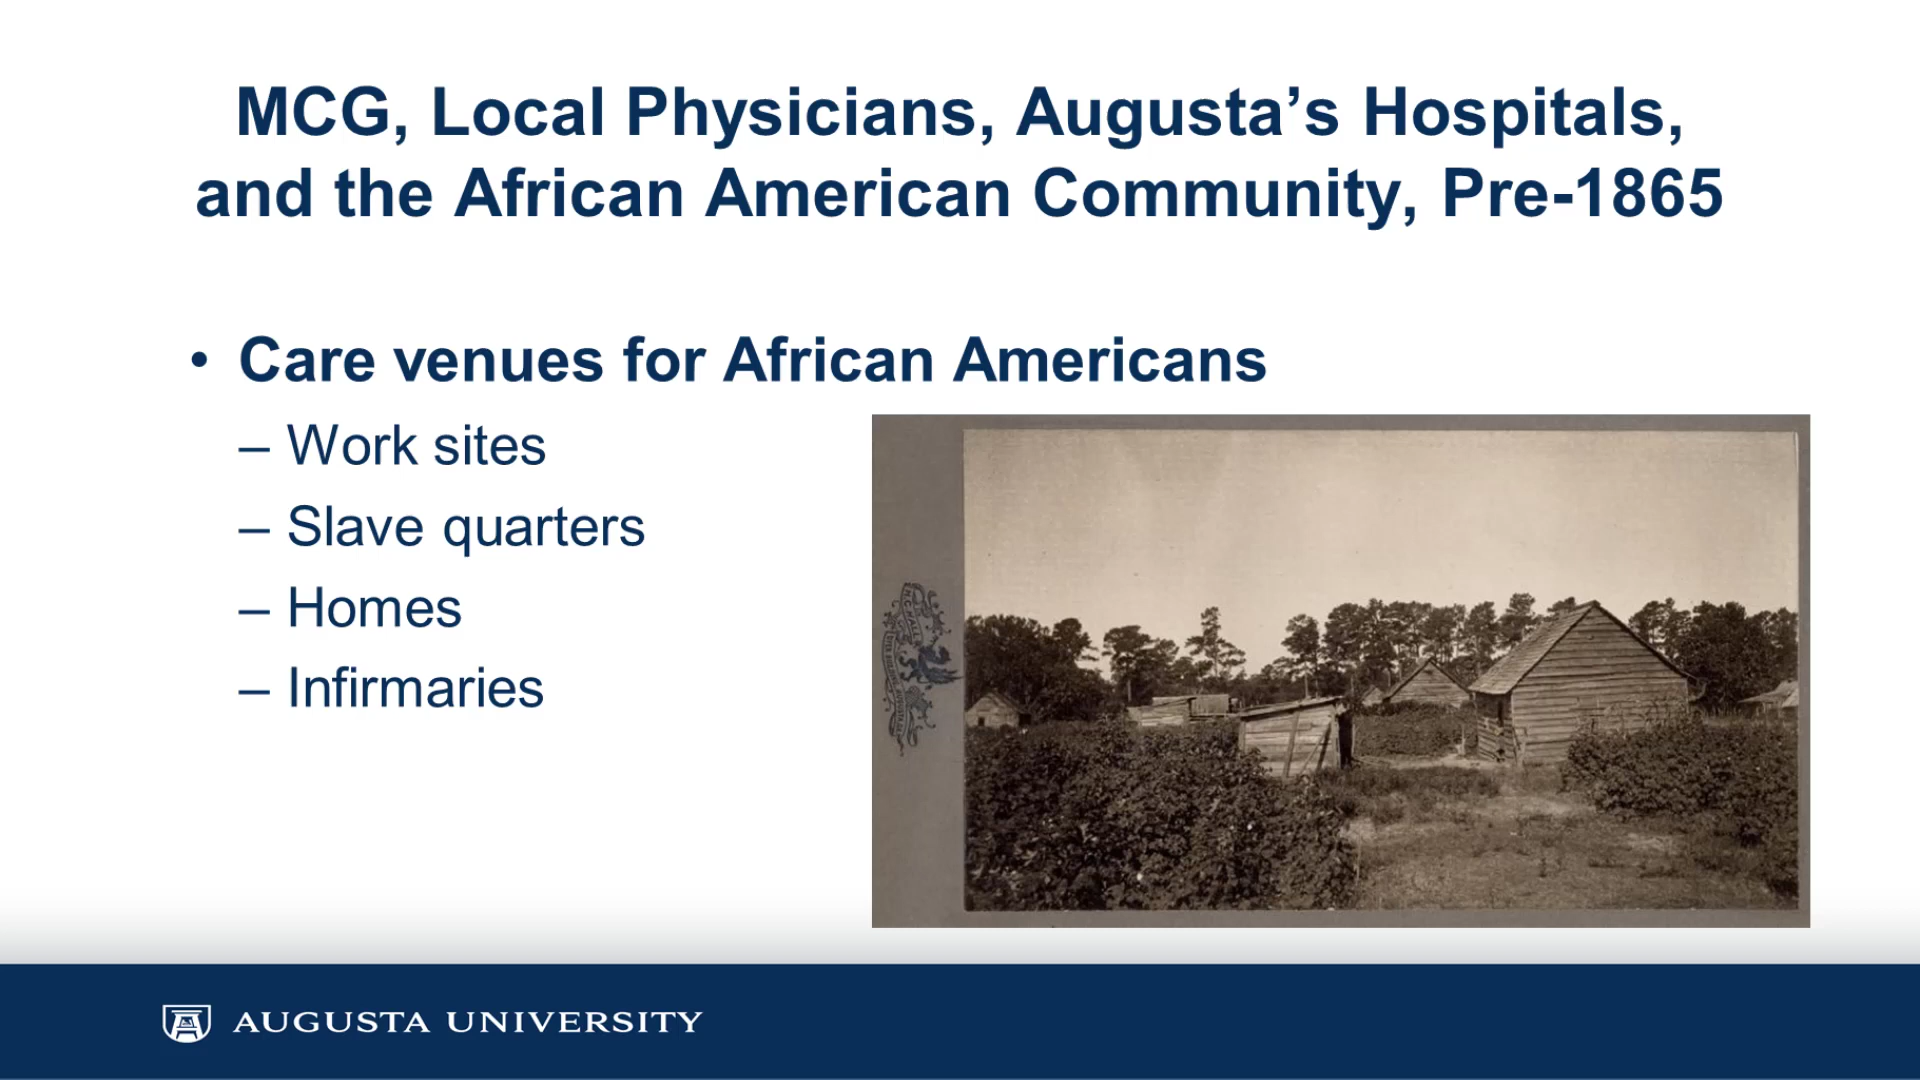 MCG, Local Physicians, Augusta’s Hospitals,
and the African American Community, Pre-1865
• Care venues for African Americans
– Work sites
– Slave quarters
– Homes
– Infirmaries
AUGUSTA UNIVERSITY